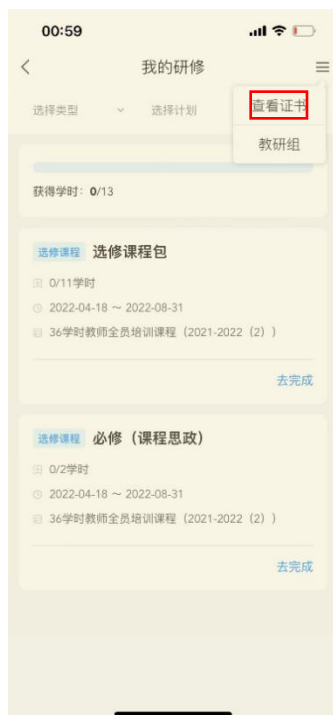 00:59
我的研修
选择类型
选择计划
查看证书
教研组
获得学时：0/13
选修课程 选修课程包
0/11学时
2022-04-18 ~ 2022-08-31
36学时教师全员培训课程（2021-2022（2））
去完成
选修课程 必修（课程思政）
0/2学时
2022-04-18 ~ 2022-08-31
36学时教师全员培训课程（2021-2022（2））
去完成